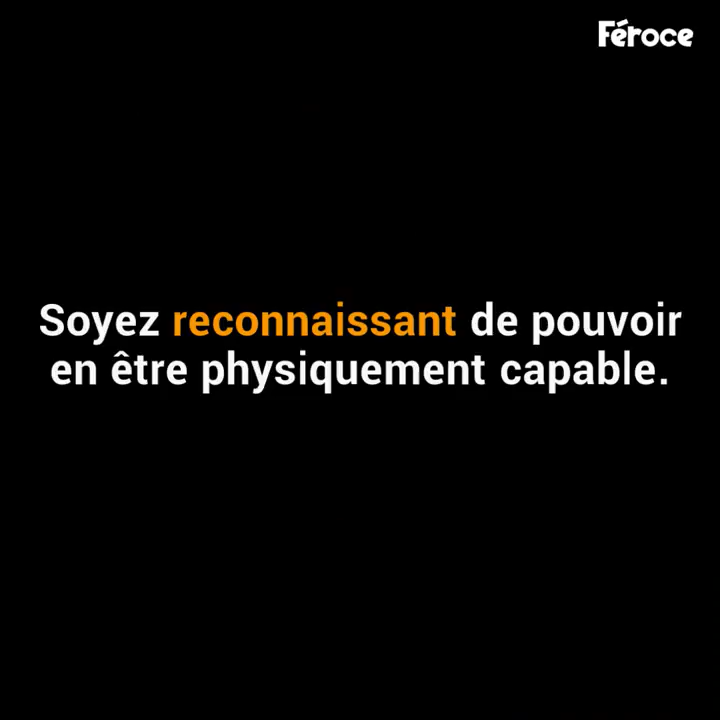 Féroce
Soyez reconnaissant de pouvoir
en être physiquement capable.